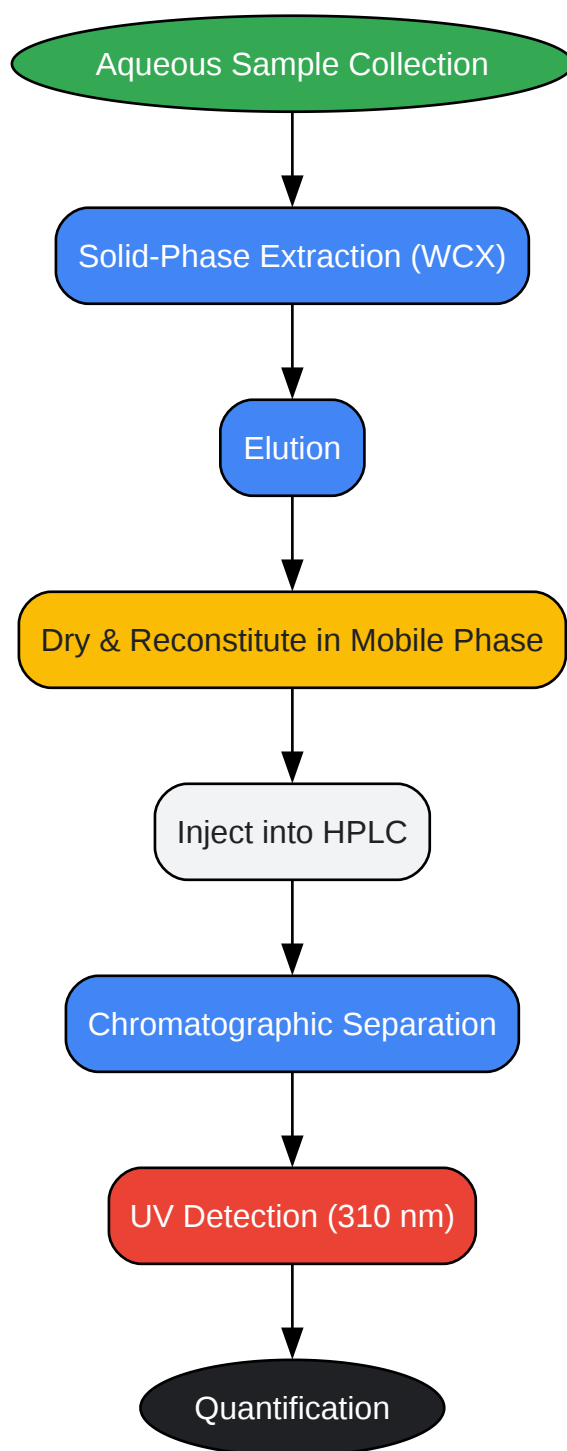 Aqueous Sample Collection
Solid-Phase Extraction (WCX)
Elution
Dry & Reconstitute in Mobile Phase
Inject into HPLC
Chromatographic Separation
UV Detection (310 nm)
Quantification